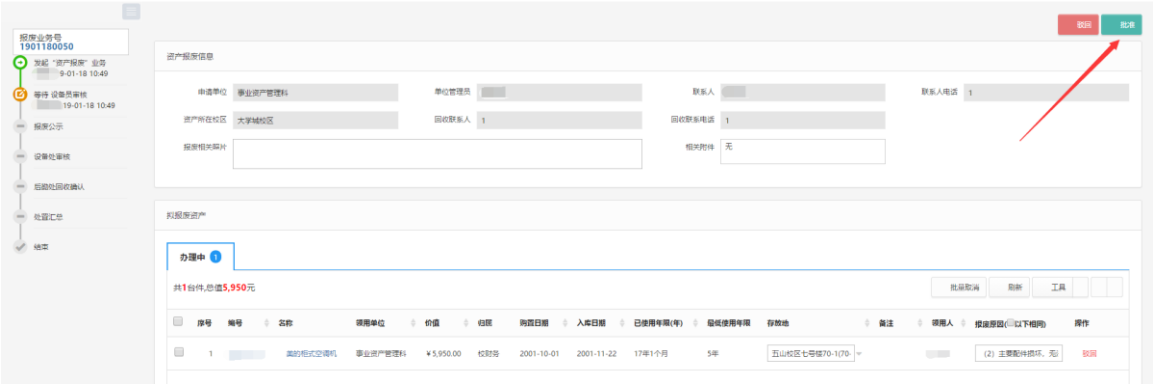 驳回 批准
报废业务号
1901180050
发起 "资产报废" 业务
9-01-18 10:49
等待 设备员审核
19-01-18 10:49
报废公示
设备处审核
后勤处回收确认
处置汇总
结束
资产报废信息
申请单位 事业资产管理科 单位管理员 联系人 联系人电话 1
资产所在校区 大学城校区 回收联系人 1 回收联系电话 1
报废相关照片 相关附件 无
拟报废资产
办理中 1
共1台件,总值5,950元
批量取消 刷新 工具
序号 编号 名称 领用单位 价值 归属 购置日期 入库日期 已使用年限(年) 最低使用年限 存放地 备注 领用人 报废原因(以下相同) 操作
1 美的柜式空调机 事业资产管理科 ¥5,950.00 校财务 2001-10-01 2001-11-22 17年1个月 5年 五山校区七号楼70-1(70- (2) 主要配件损坏、无 驳回